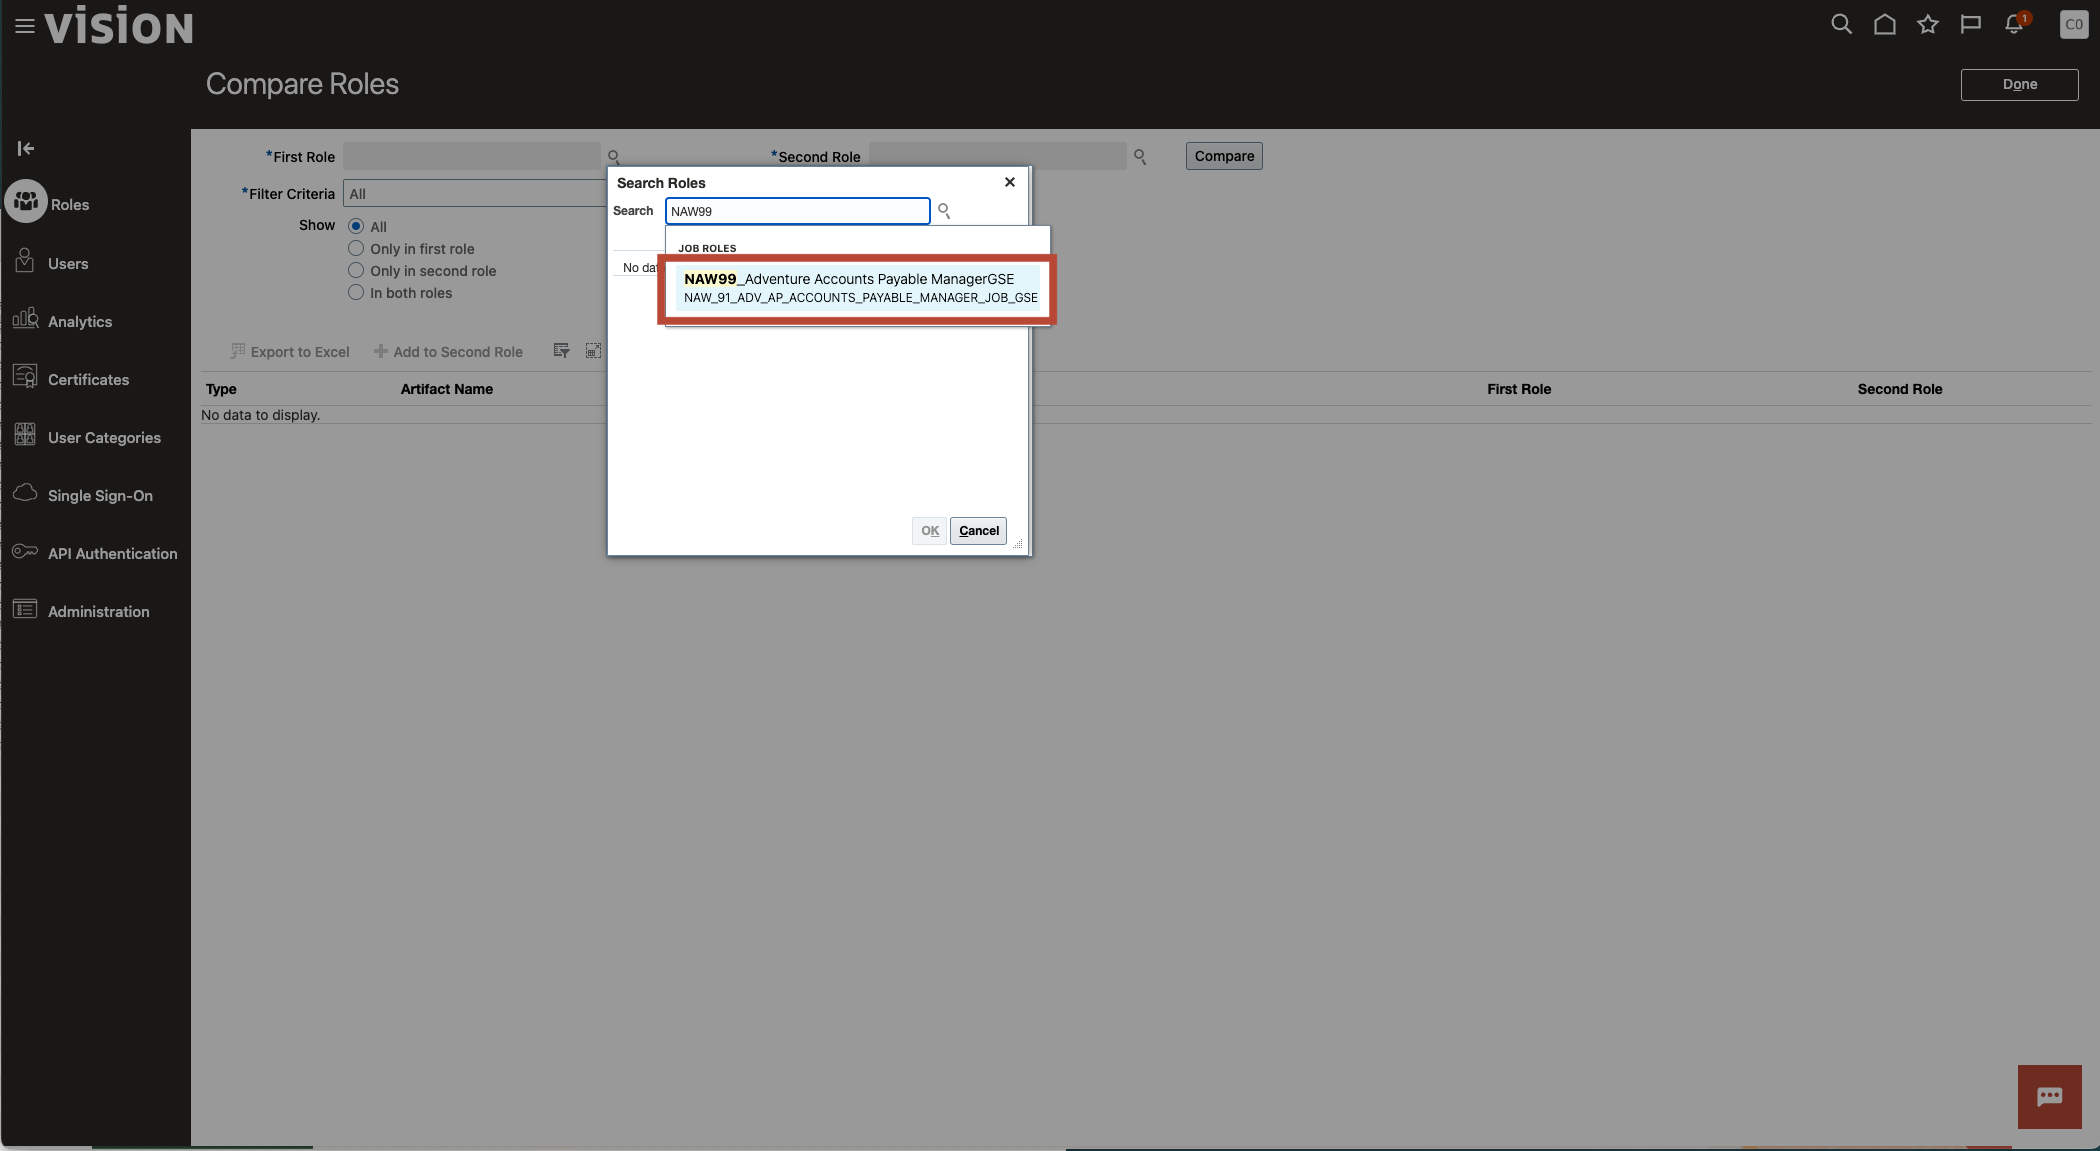 vision
1
C0
Compare Roles
Done
*First Role
*Second Role
Compare
*Filter Criteria
All
Show
All
Only in first role
Only in second role
In both roles
Roles
Users
Analytics
Certificates
User Categories
Single Sign-On
API Authentication
Administration
Search Roles
Search
NAW99
JOB ROLES
No dat
NAW99_Adventure Accounts Payable ManagerGSE
NAW_91_ADV_AP_ACCOUNTS_PAYABLE_MANAGER_JOB_GSE
OK
Cancel
Export to Excel
Add to Second Role
Type
Artifact Name
First Role
Second Role
No data to display.